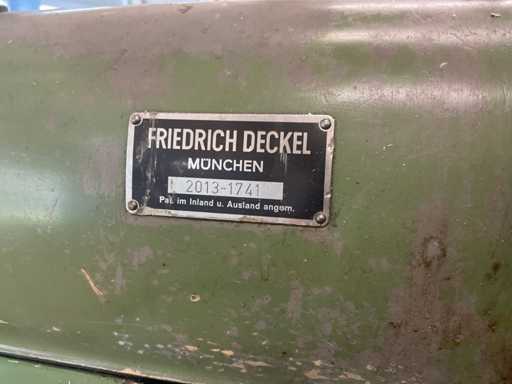 FRIEDRICH DECKEL
MÜNCHEN
2013-1741
Pat. im Inland u. Ausland angem.